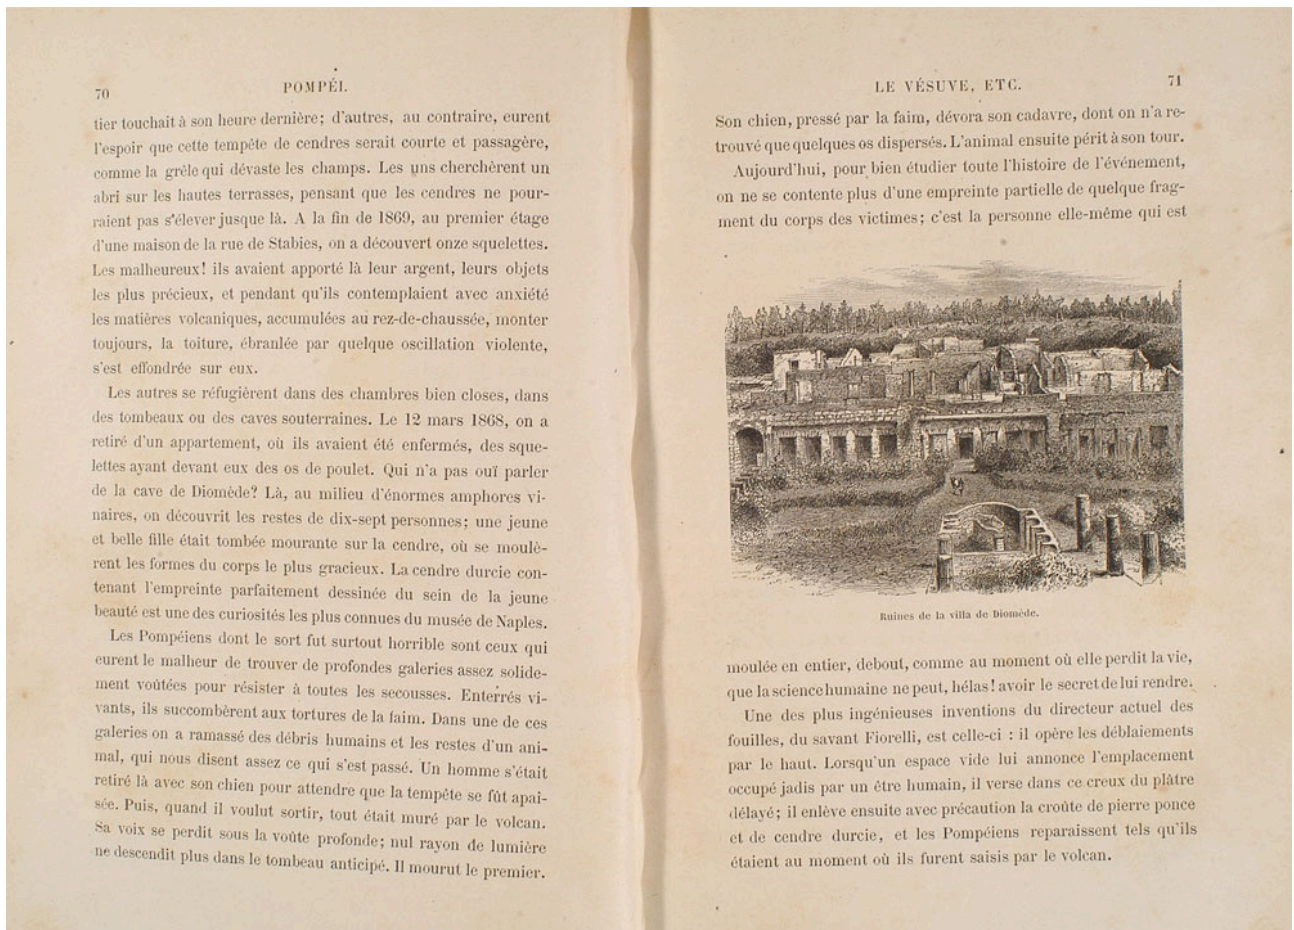 70
POMPÉI.
tier touchait à son heure dernière; d'autres, au contraire, eurent
l'espoir que cette tempête de cendres serait courte et passagère,
comme la grêle qui dévaste les champs. Les uns cherchèrent un
abri sur les hautes terrasses, pensant que les cendres ne pour-
raient pas s'élever jusque là. A la fin de 1869, au premier étage
d'une maison de la rue de Stabies, on a découvert onze squelettes.
Les malheureux! ils avaient apporté là leur argent, leurs objets
les plus précieux, et pendant qu'ils contemplaient avec anxiété
les matières volcaniques, accumulées au rez-de-chaussée, monter
toujours, la toiture, ébranlée par quelque oscillation violente,
s'est effondrée sur eux.
Les autres se réfugièrent dans des chambres bien closes, dans
des tombeaux ou des caves souterraines. Le 12 mars 1868, on a
retiré d'un appartement, où ils avaient été enfermés, des sque-
lettes ayant devant eux des os de poulet. Qui n'a pas ouï parler
de la cave de Diomède? Là, au milieu d'énormes amphores vi-
naires, on découvrit les restes de dix-sept personnes; une jeune
et belle fille était tombée mourante sur la cendre, où se moulè-
rent les formes du corps le plus gracieux. La cendre durcie con-
tenant l'empreinte parfaitement dessinée du sein de la jeune
beauté est une des curiosités les plus connues du musée de Naples.
Les Pompéiens dont le sort fut surtout horrible sont ceux qui
eurent le malheur de trouver de profondes galeries assez solide-
ment voûtées pour résister à toutes les secousses. Enterrés vi-
vants, ils succombèrent aux tortures de la faim. Dans une de ces
galeries on a ramassé des débris humains et les restes d'un ani-
mal, qui nous disent assez ce qui s'est passé. Un homme s'était
retiré là avec son chien pour attendre que la tempête se fût apai-
sée. Puis, quand il voulut sortir, tout était muré par le volcan.
Sa voix se perdit sous la voûte profonde; nul rayon de lumière
ne descendit plus dans le tombeau anticipé. Il mourut le premier.
LE VÉSUVE, ETC.
71
Son chien, pressé par la faim, dévora son cadavre, dont on n'a re-
trouvé que quelques os dispersés. L'animal ensuite périt à son tour.
Aujourd'hui, pour bien étudier toute l'histoire de l'événement,
on ne se contente plus d'une empreinte partielle de quelque frag-
ment du corps des victimes; c'est la personne elle-même qui est
Ruines de la villa de Diomède.
moulée en entier, debout, comme au moment où elle perdit la vie,
que la science humaine ne peut, hélas! avoir le secret de lui rendre.
Une des plus ingénieuses inventions du directeur actuel des
fouilles, du savant Fiorelli, est celle-ci : il opère les déblaiements
par le haut. Lorsqu'un espace vide lui annonce l'emplacement
occupé jadis par un être humain, il verse dans ce creux du plâtre
délayé; il enlève ensuite avec précaution la croûte de pierre ponce
et de cendre durcie, et les Pompéiens reparaissent tels qu'ils
étaient au moment où ils furent saisis par le volcan.